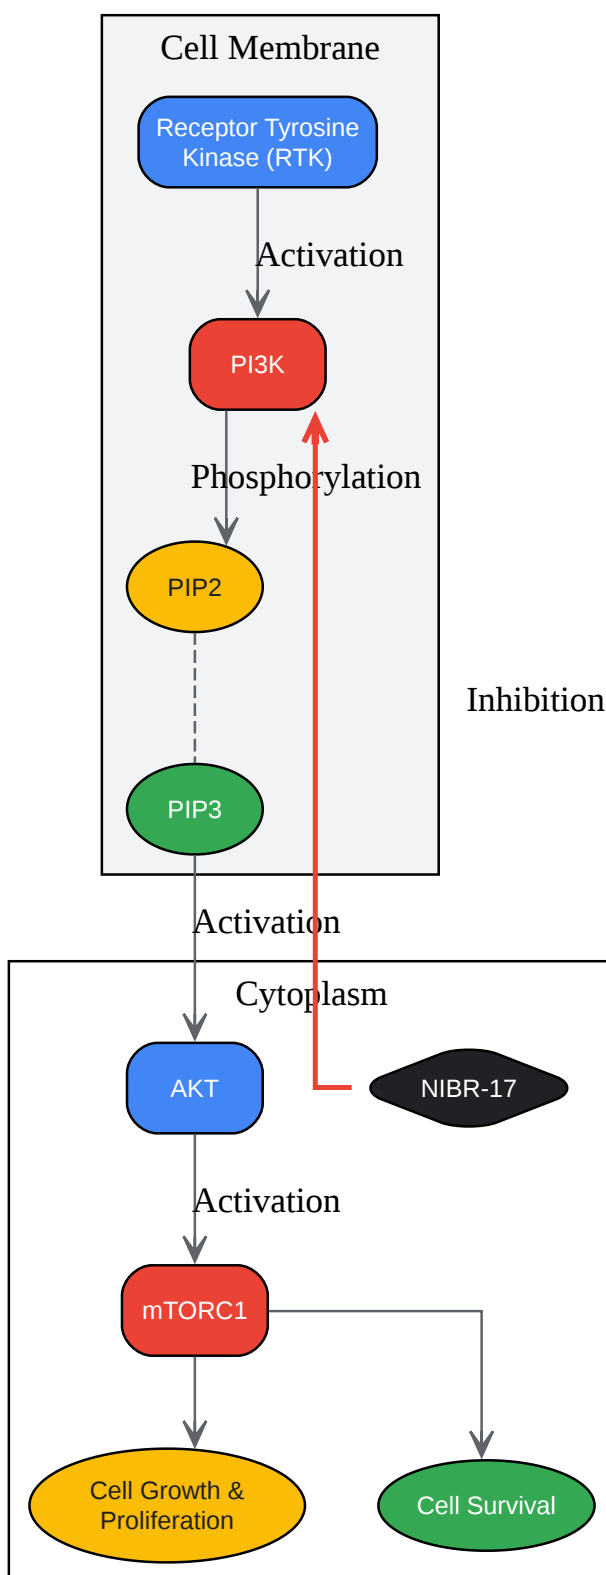 Cell Membrane
Receptor Tyrosine
Kinase (RTK)
Activation
PI3K
Phosphorylation
PIP2
Inhibition
PIP3
Activation
Cytoplasm
AKT
NIBR-17
Activation
mTORC1
Cell Growth &
Proliferation
Cell Survival